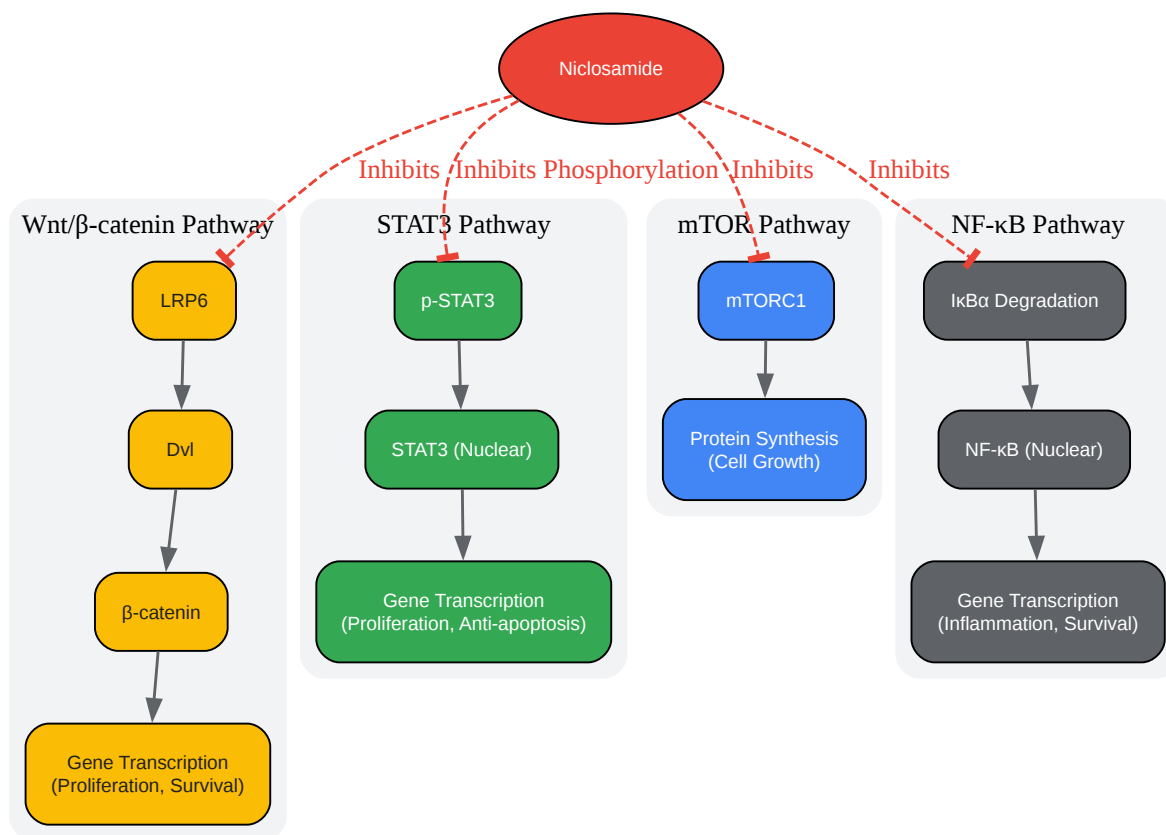 Niclosamide
Inhibits
Inhibits Phosphorylation
Inhibits
Inhibits
Wnt/β-catenin Pathway
LRP6
Dvl
β-catenin
Gene Transcription
(Proliferation, Survival)
STAT3 Pathway
p-STAT3
STAT3 (Nuclear)
Gene Transcription
(Proliferation, Anti-apoptosis)
mTOR Pathway
mTORC1
Protein Synthesis
(Cell Growth)
NF-κB Pathway
IκBα Degradation
NF-κB (Nuclear)
Gene Transcription
(Inflammation, Survival)